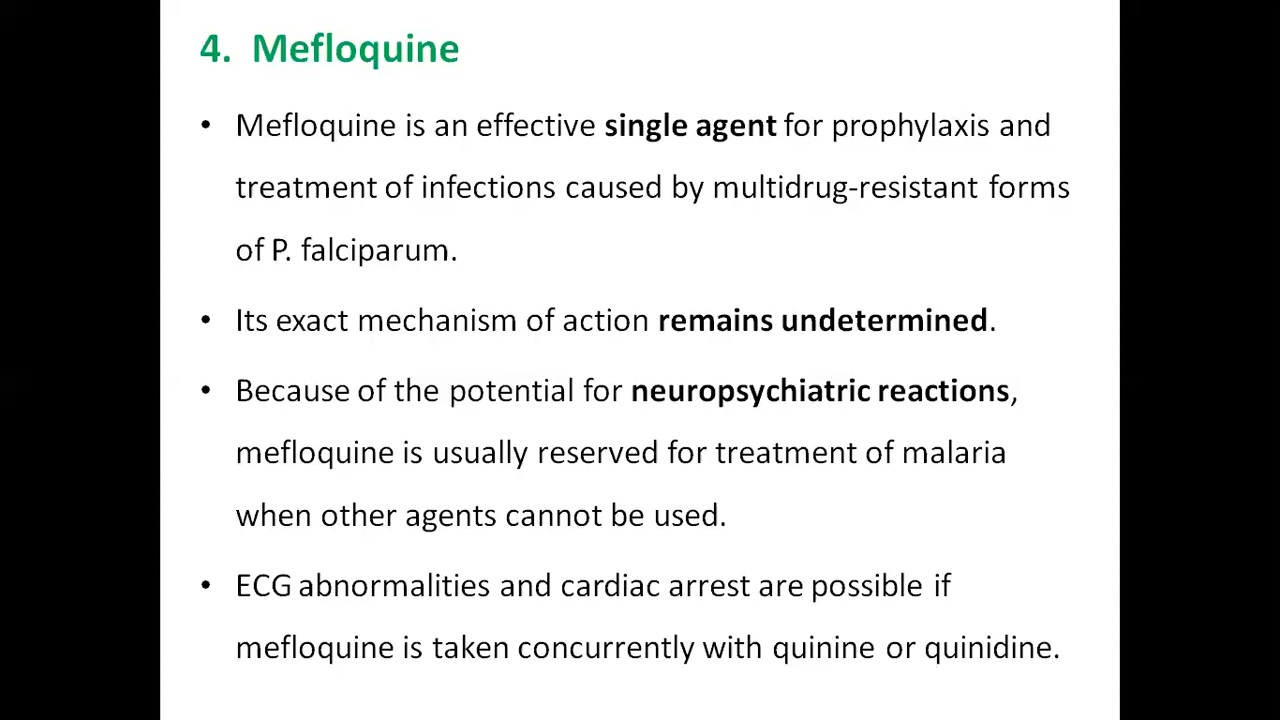 4. Mefloquine
• Mefloquine is an effective single agent for prophylaxis and
treatment of infections caused by multidrug-resistant forms
of P. falciparum.
• Its exact mechanism of action remains undetermined.
• Because of the potential for neuropsychiatric reactions,
mefloquine is usually reserved for treatment of malaria
when other agents cannot be used.
• ECG abnormalities and cardiac arrest are possible if
mefloquine is taken concurrently with quinine or quinidine.